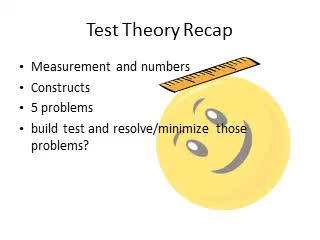 Test Theory Recap
• Measurement and numbers
• Constructs
• 5 problems
• build test and resolve/minimize those
problems?